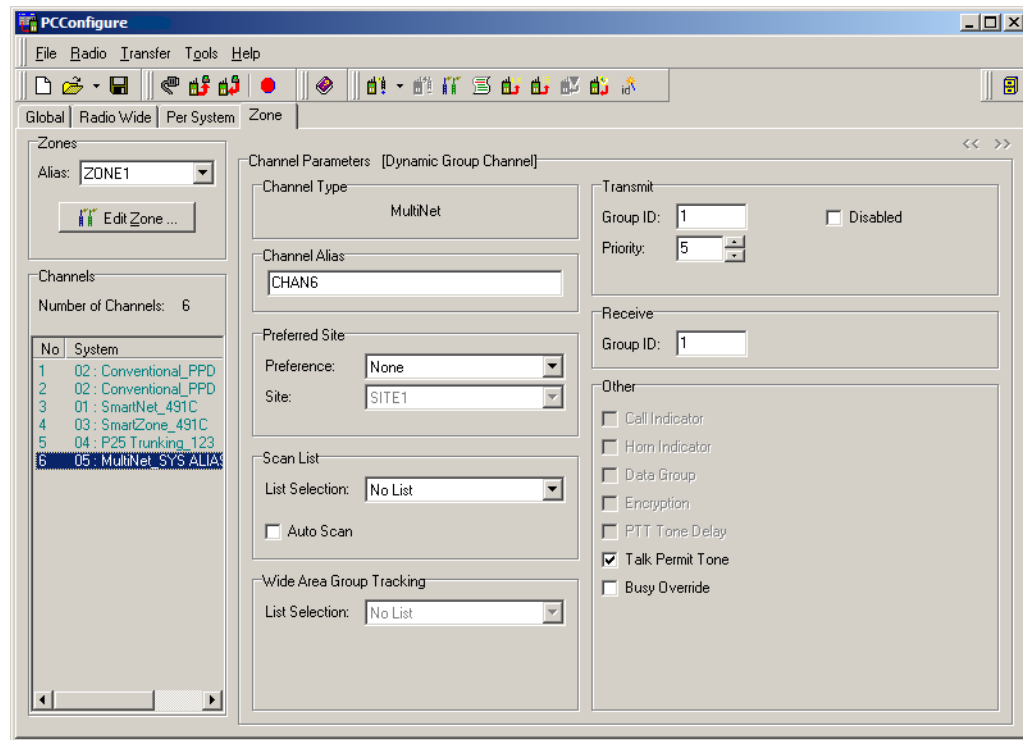 PCConfigure
File Radio Transfer Tools Help
Global Radio Wide Per System Zone
<< >>
Zones
Alias: ZONE1
Edit Zone ...
Channels
Number of Channels: 6
No System
1 02 : Conventional_PPD
2 02 : Conventional_PPD
3 01 : SmartNet_491C
4 03 : SmartZone_491C
5 04 : P25 Trunking_123
6 05 : MultiNet_SYS ALIAS
Channel Parameters [Dynamic Group Channel]
Channel Type
MultiNet
Channel Alias
CHAN6
Preferred Site
Preference: None
Site: SITE1
Scan List
List Selection: No List
Auto Scan
Wide Area Group Tracking
List Selection: No List
Transmit
Group ID: 1 Disabled
Priority: 5
Receive
Group ID: 1
Other
Call Indicator
Horn Indicator
Data Group
Encryption
PTT Tone Delay
Talk Permit Tone
Busy Override